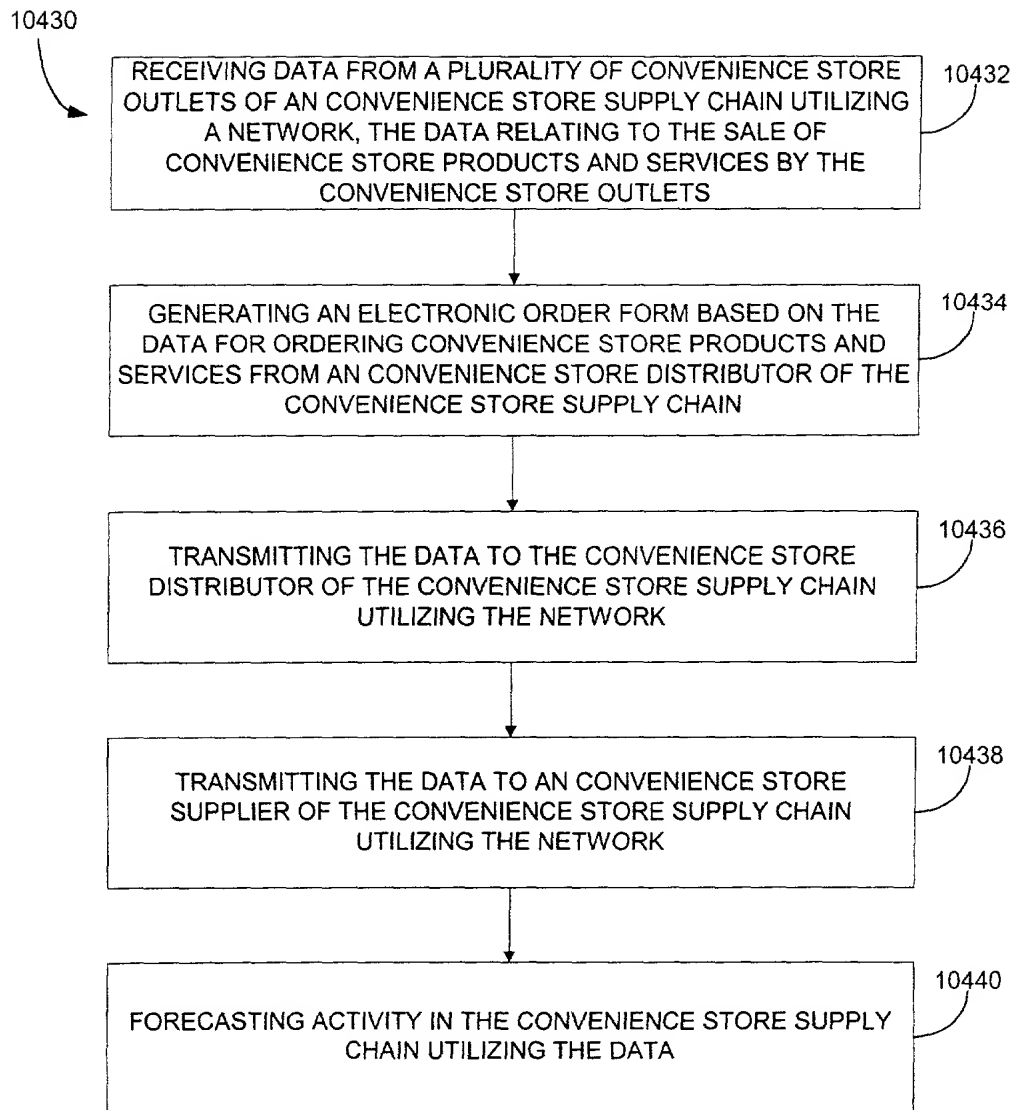 10430
RECEIVING DATA FROM A PLURALITY OF CONVENIENCE STORE
OUTLETS OF AN CONVENIENCE STORE SUPPLY CHAIN UTILIZING
A NETWORK, THE DATA RELATING TO THE SALE OF
CONVENIENCE STORE PRODUCTS AND SERVICES BY THE
CONVENIENCE STORE OUTLETS
10432
GENERATING AN ELECTRONIC ORDER FORM BASED ON THE
DATA FOR ORDERING CONVENIENCE STORE PRODUCTS AND
SERVICES FROM AN CONVENIENCE STORE DISTRIBUTOR OF THE
CONVENIENCE STORE SUPPLY CHAIN
10434
TRANSMITTING THE DATA TO THE CONVENIENCE STORE
DISTRIBUTOR OF THE CONVENIENCE STORE SUPPLY CHAIN
UTILIZING THE NETWORK
10436
TRANSMITTING THE DATA TO AN CONVENIENCE STORE
SUPPLIER OF THE CONVENIENCE STORE SUPPLY CHAIN
UTILIZING THE NETWORK
10438
FORECASTING ACTIVITY IN THE CONVENIENCE STORE SUPPLY
CHAIN UTILIZING THE DATA
10440